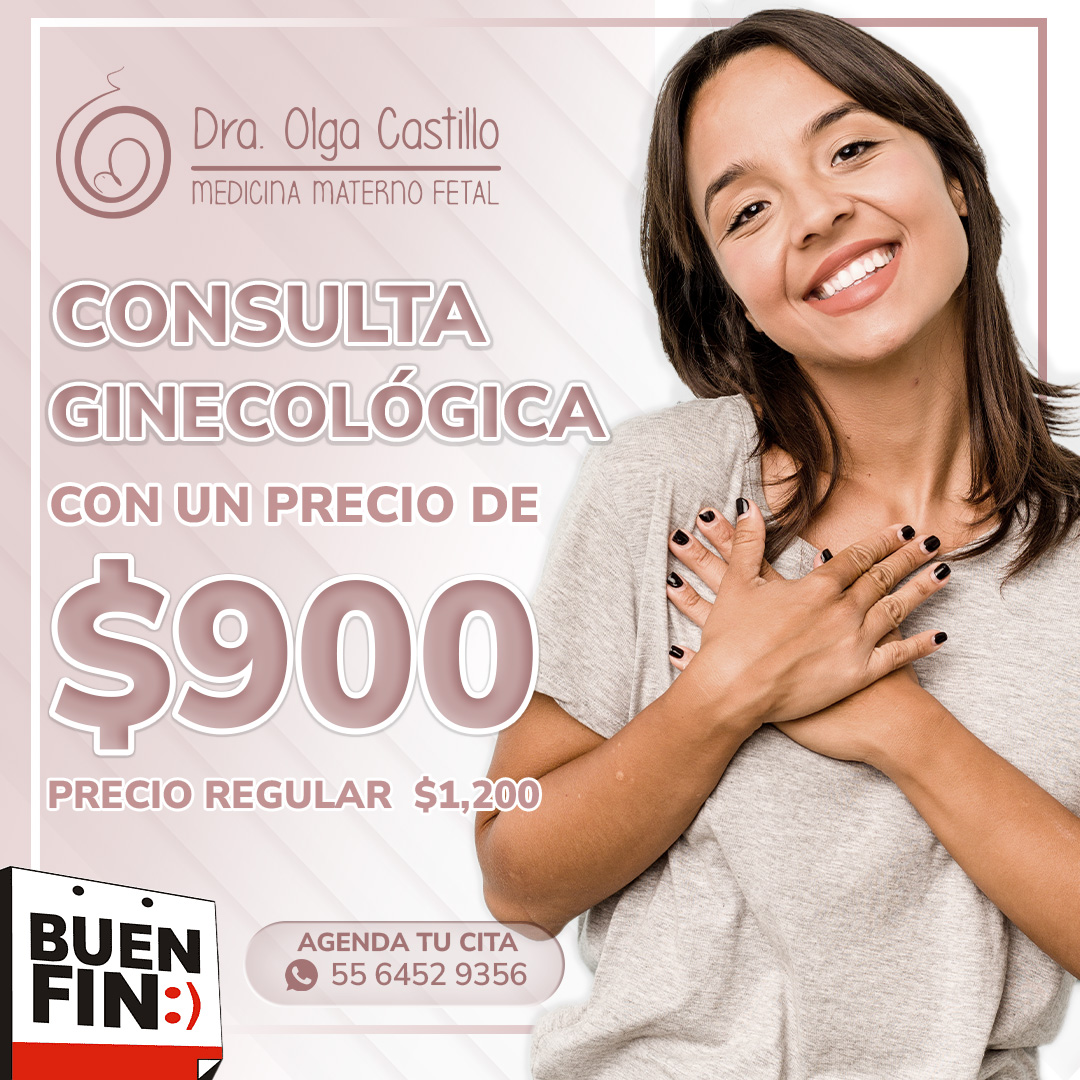 Dra. Olga Castillo
MEDICINA MATERNO FETAL
CONSULTA
GINECOLÓGICA
CON UN PRECIO DE
$900
PRECIO REGULAR $1,200
BUEN
FIN:)
AGENDA TU CITA
55 6452 9356